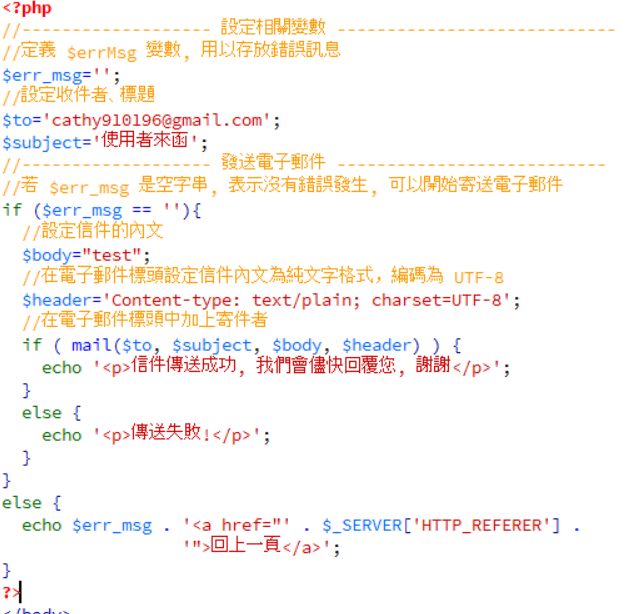 <?php
//------------------- 設定相關變數 ----------------------------
//定義 $errMsg 變數, 用以存放錯誤訊息
$err_msg='';
//設定收件者、標題
$to='cathy910196@gmail.com';
$subject='使用者來函';
//------------------- 發送電子郵件 ---------------------------
//若 $err_msg 是空字串, 表示沒有錯誤發生, 可以開始寄送電子郵件
if ($err_msg == ''){
  //設定信件的內文
  $body="test";
  //在電子郵件標頭設定信件內文為純文字格式，編碼為 UTF-8
  $header='Content-type: text/plain; charset=UTF-8';
  //在電子郵件標頭中加上寄件者
  if ( mail($to, $subject, $body, $header) ) {
    echo '<p>信件傳送成功, 我們會儘快回覆您, 謝謝</p>';
  }
  else {
    echo '<p>傳送失敗!</p>';
  }
}
else {
  echo $err_msg . '<a href="' . $_SERVER['HTTP_REFERER'] .
                  '">回上一頁</a>';
}
?>
</body>